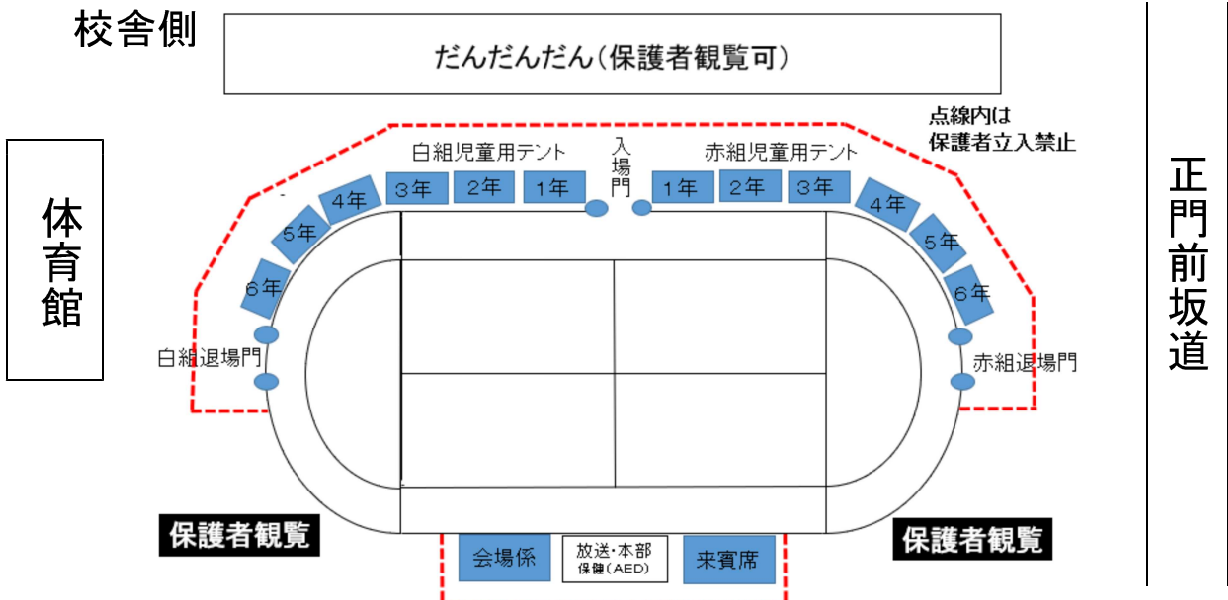 校舎側
だんだんだん(保護者観覧可)
点線内は
保護者立入禁止
白組児童用テント
入場門
赤組児童用テント
3年
2年
1年
1年
2年
3年
4年
4年
5年
5年
6年
6年
体育館
正門前坂道
白組退場門
赤組退場門
保護者観覧
保護者観覧
会場係
放送・本部
保健(AED)
来賓席